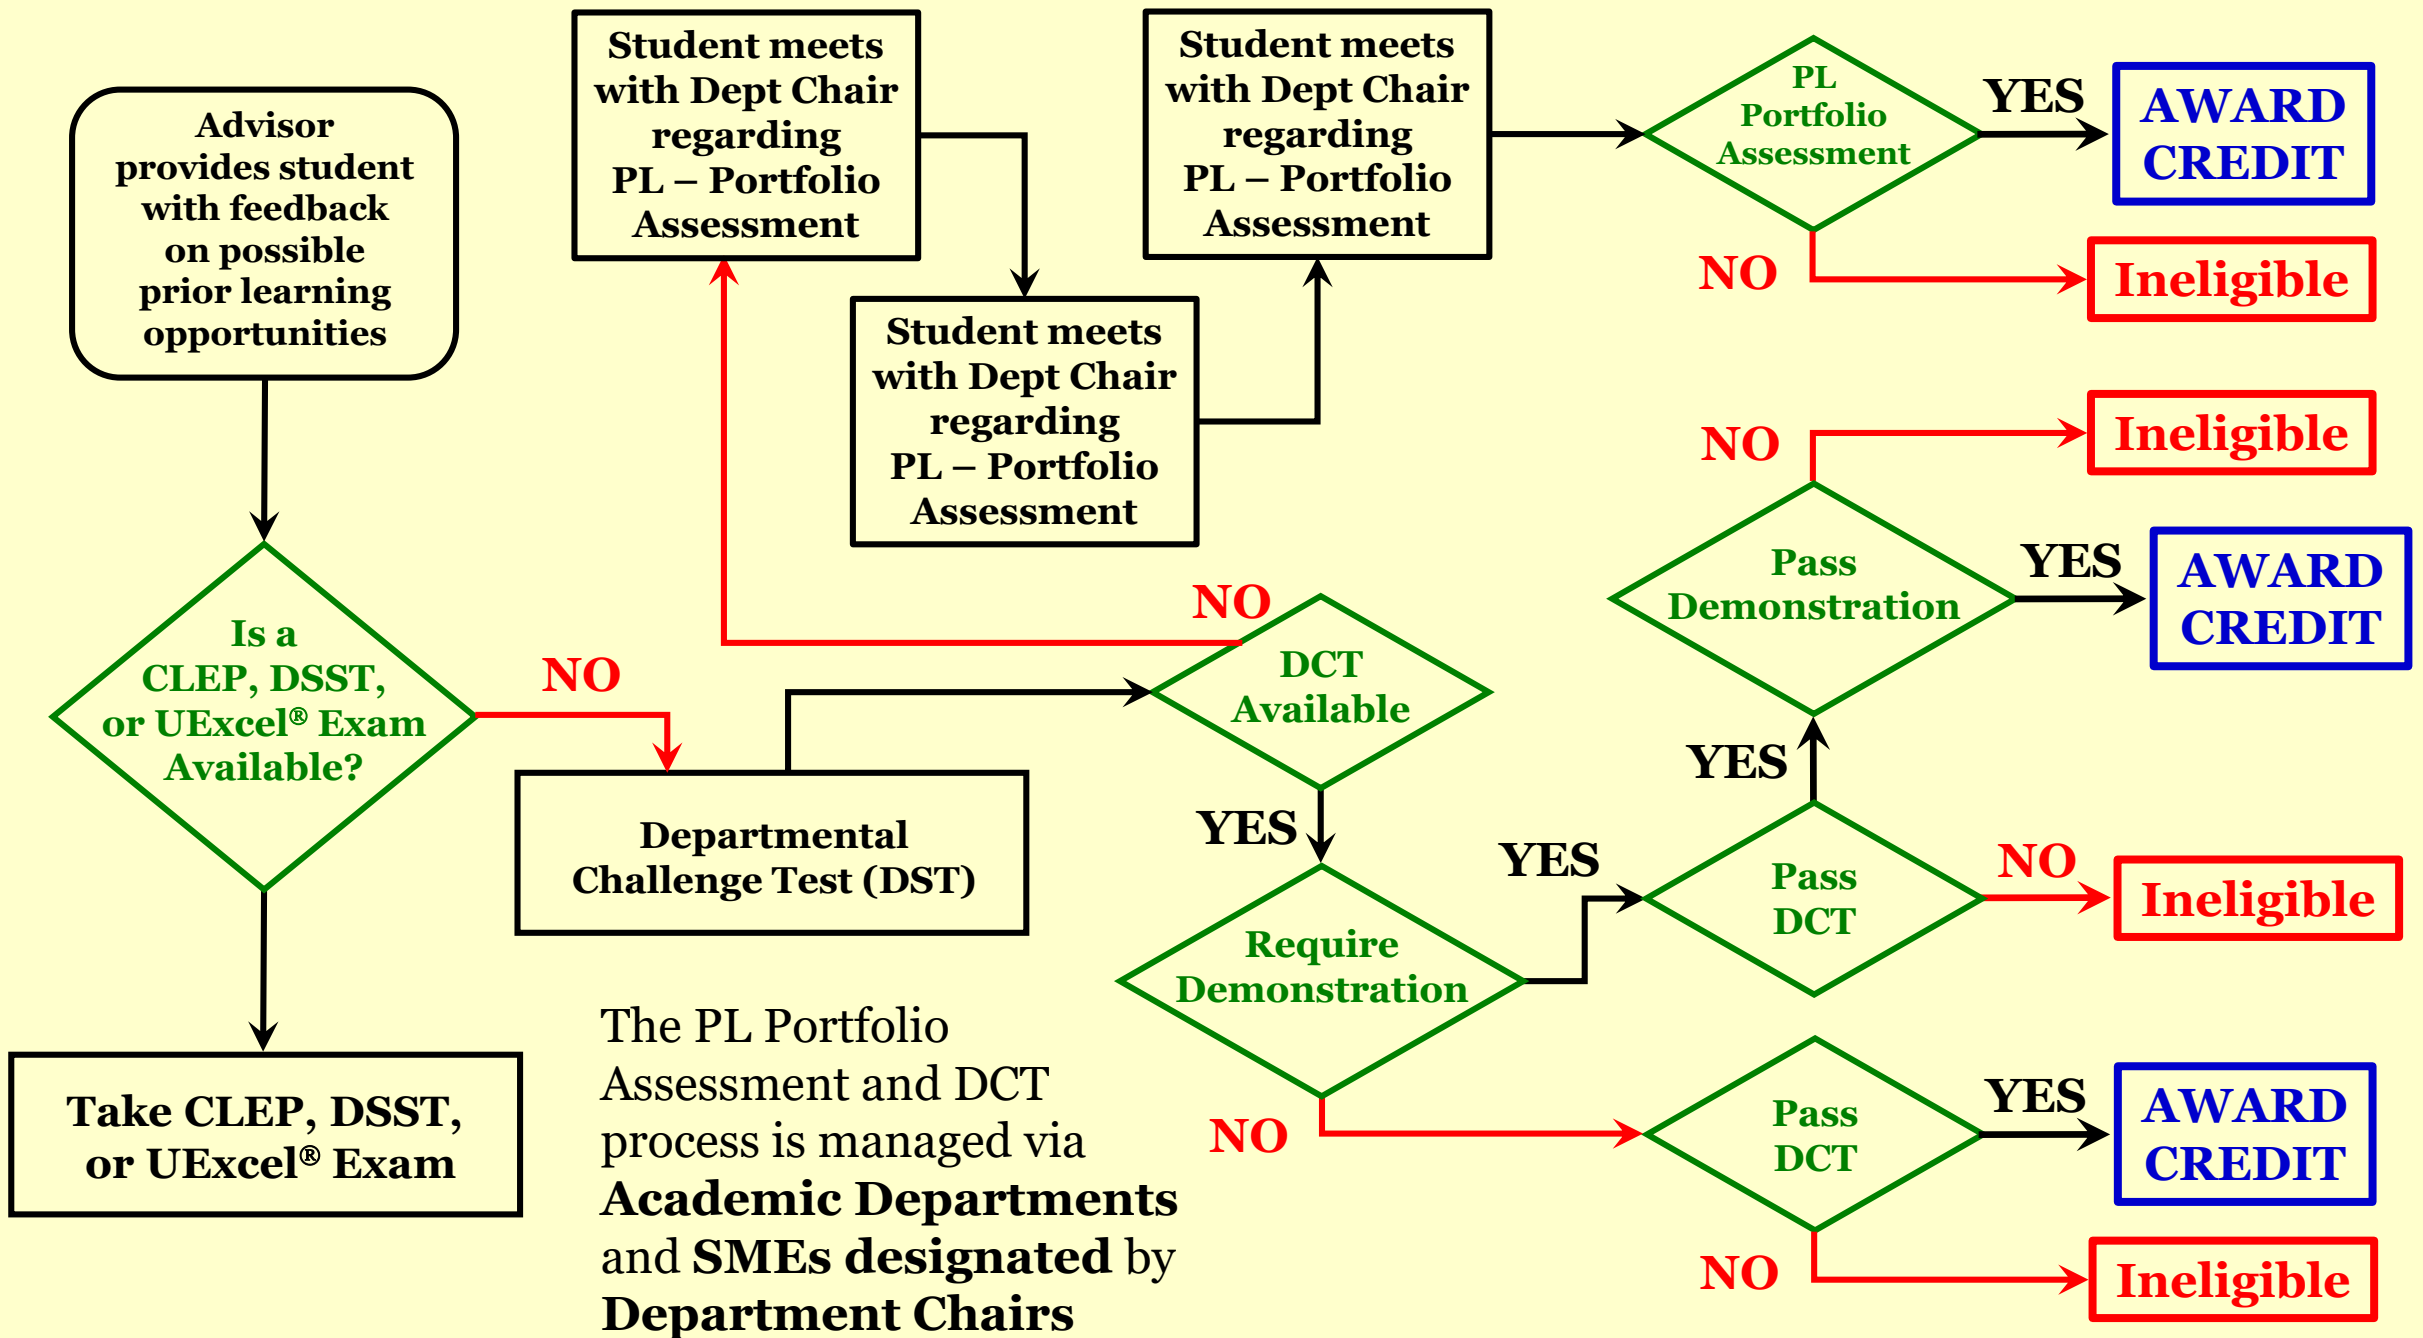 Advisor
provides student
with feedback
on possible
prior learning
opportunities
Is a
CLEP, DSST,
or UExcel® Exam
Available?
NO
Take CLEP, DSST,
or UExcel® Exam
Departmental
Challenge Test (DST)
Student meets
with Dept Chair
regarding
PL – Portfolio
Assessment
Student meets
with Dept Chair
regarding
PL – Portfolio
Assessment
Student meets
with Dept Chair
regarding
PL – Portfolio
Assessment
PL
Portfolio
Assessment
YES
AWARD
CREDIT
NO
Ineligible
NO
DCT
Available
YES
Require
Demonstration
YES
Pass
DCT
NO
Ineligible
YES
Pass
Demonstration
NO
Ineligible
YES
AWARD
CREDIT
NO
Pass
DCT
YES
AWARD
CREDIT
NO
Ineligible
The PL Portfolio
Assessment and DCT
process is managed via
Academic Departments
and SMEs designated by
Department Chairs